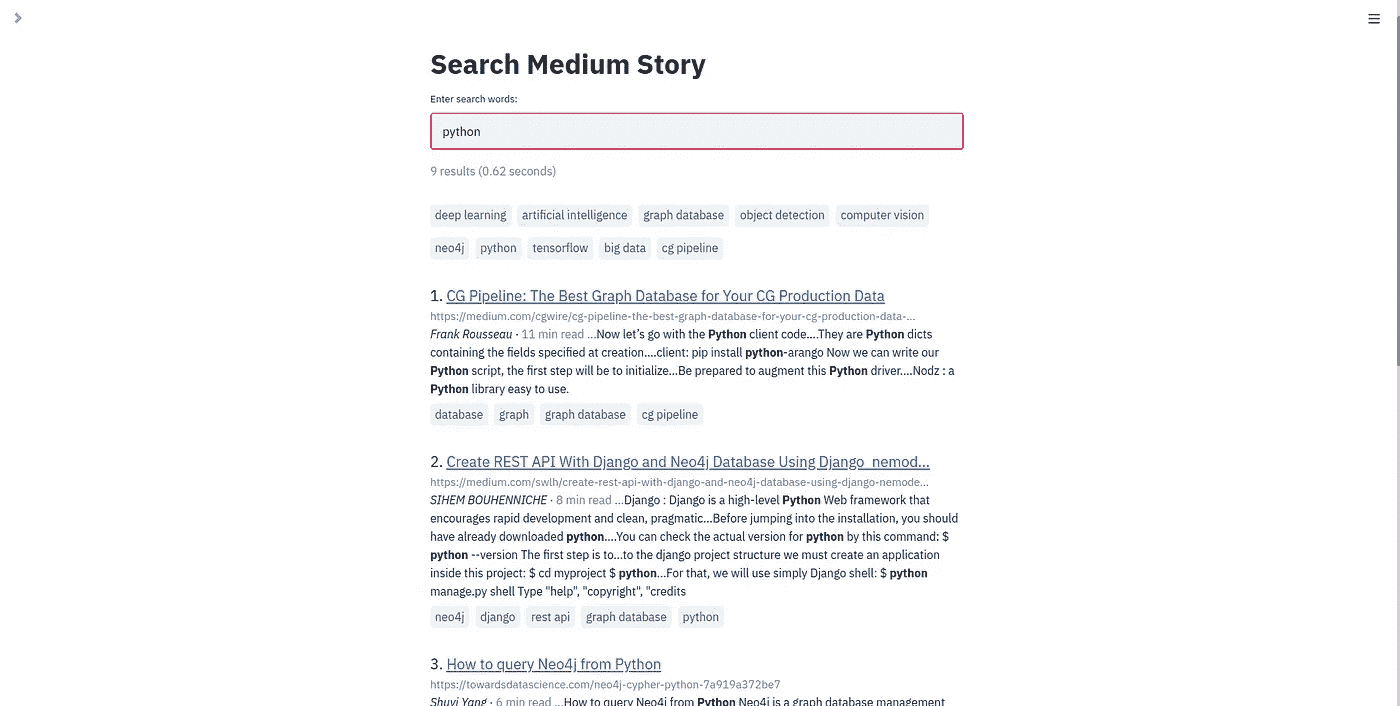 Search Medium Story
Enter search words:
python
9 results (0.62 seconds)
deep learning artificial intelligence graph database object detection computer vision
neo4j python tensorflow big data cg pipeline
1. CG Pipeline: The Best Graph Database for Your CG Production Data
https://medium.com/cgwire/cg-pipeline-the-best-graph-database-for-your-cg-production-data-...
Frank Rousseau · 11 min read ...Now let's go with the Python client code....They are Python dicts
containing the fields specified at creation....client: pip install python-arango Now we can write our
Python script, the first step will be to initialize...Be prepared to augment this Python driver....Nodz : a
Python library easy to use.
database graph graph database cg pipeline
2. Create REST API With Django and Neo4j Database Using Django nemod...
https://medium.com/swlh/create-rest-api-with-django-and-neo4j-database-using-django-nemode...
SIHEM BOUHENNICHE · 8 min read ...Django : Django is a high-level Python Web framework that
encourages rapid development and clean, pragmatic...Before jumping into the installation, you should
have already downloaded python....You can check the actual version for python by this command: $
python --version The first step is to...to the django project structure we must create an application
inside this project: $ cd myproject $ python...For that, we will use simply Django shell: $ python
manage.py shell Type "help", "copyright", "credits
neo4j django rest api graph database python
3. How to query Neo4j from Python
https://towardsdatascience.com/neo4j-cypher-python-7a919a372be7
Shuyi Yang · 6 min read ...How to query Neo4j from Python Neo4j is a graph database management